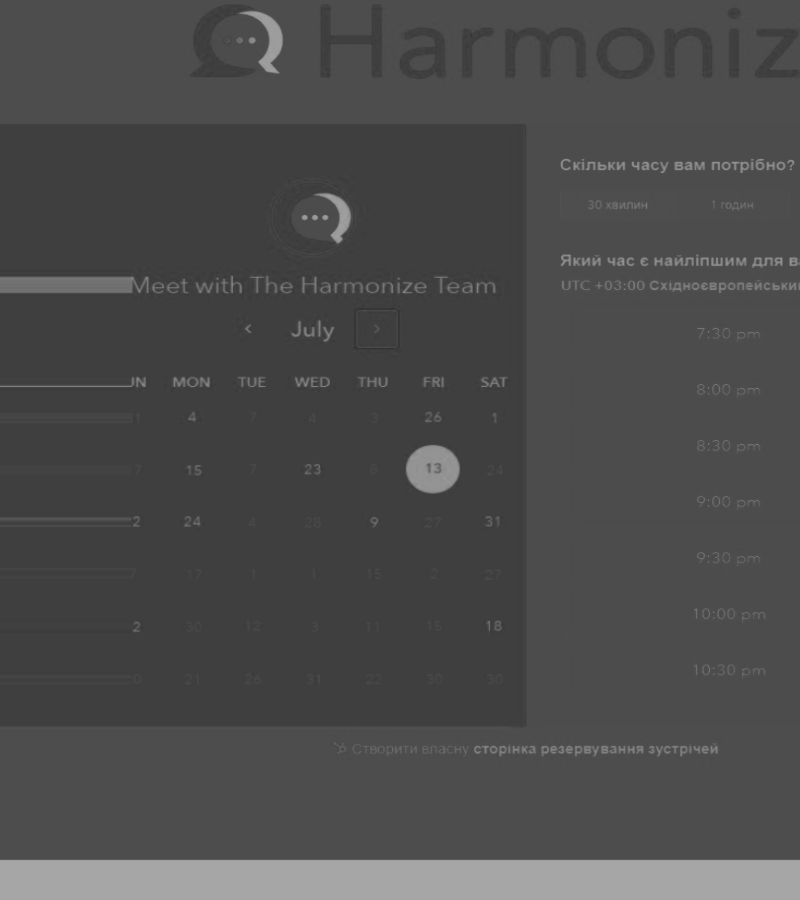 Harmoniz
Скільки часу вам потрібно?
30 хвилин 1 годин
Який час є найліпшим для в
UTC +03:00 Східноєвропейськи
Meet with The Harmonize Team
July
UN MON TUE WED THU FRI SAT
1 4 7 4 3 26 1
7 15 7 23 8 13 24
2 24 4 28 9 27 31
7 17 1 1 15 2 27
2 30 12 3 11 15 18
0 21 26 31 22 30 30
7:30 pm
8:00 pm
8:30 pm
9:00 pm
9:30 pm
10:00 pm
10:30 pm
Створити власну сторінка резервування зустрічей